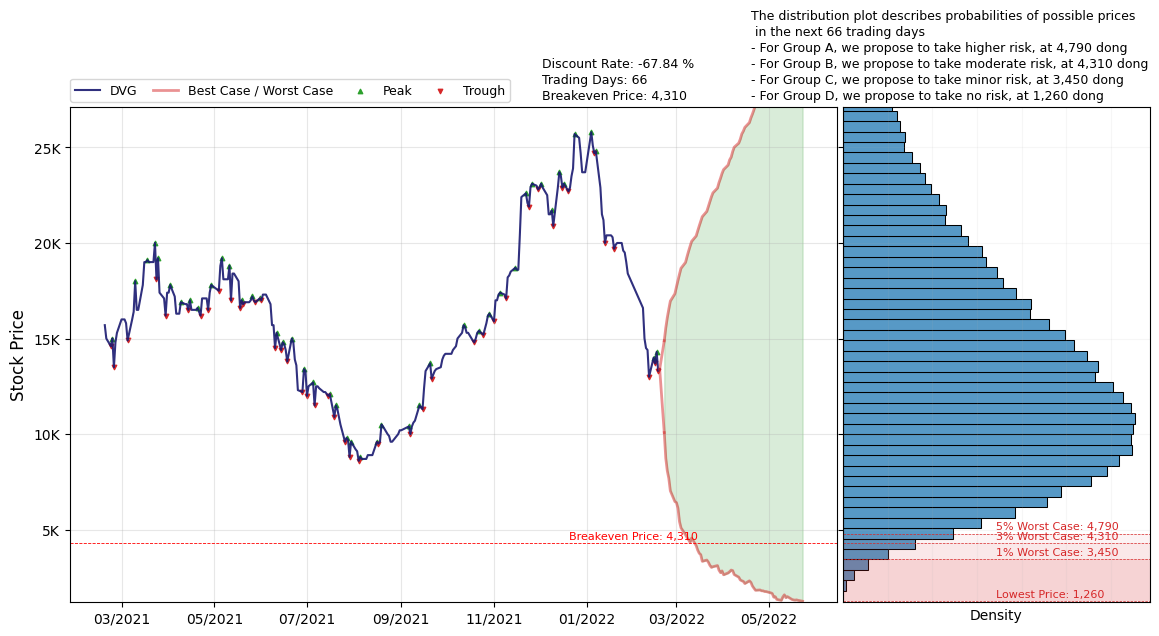 The distribution plot describes probabilities of possible prices
in the next 66 trading days
- For Group A, we propose to take higher risk, at 4,790 dong
- For Group B, we propose to take moderate risk, at 4,310 dong
- For Group C, we propose to take minor risk, at 3,450 dong
- For Group D, we propose to take no risk, at 1,260 dong
Discount Rate: -67.84 %
Trading Days: 66
Breakeven Price: 4,310
DVG
Best Case / Worst Case
Peak
Trough
Stock Price
25K
20K
15K
10K
5K
Breakeven Price: 4,310
03/2021
05/2021
07/2021
09/2021
11/2021
01/2022
03/2022
05/2022
5% Worst Case: 4,790
3% Worst Case: 4,310
1% Worst Case: 3,450
Lowest Price: 1,260
Density